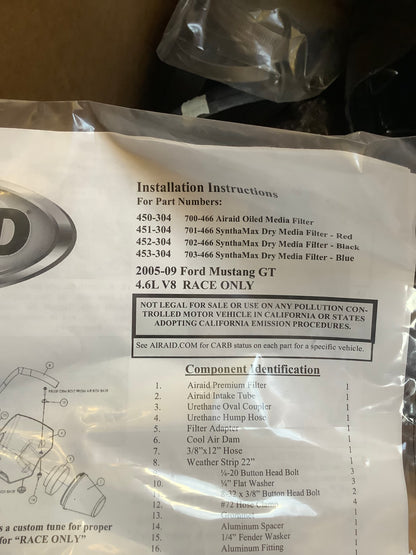 D
Installation Instructions
For Part Numbers:
450-304 700-466 Airaid Oiled Media Filter
451-304 701-466 SynthaMax Dry Media Filter - Red
452-304 702-466 SynthaMax Dry Media Filter - Black
453-304 703-466 SynthaMax Dry Media Filter - Blue
2005-09 Ford Mustang GT
4.6L V8 RACE ONLY
NOT LEGAL FOR SALE OR USE ON ANY POLLUTION CON-
TROLLED MOTOR VEHICLE IN CALIFORNIA OR STATES
ADOPTING CALIFORNIA EMISSION PROCEDURES.
See AIRAID.COM for CARB status on each part for a specific vehicle.
Component Identification
1. Airaid Premium Filter 1
2. Airaid Intake Tube 1
3. Urethane Oval Coupler 1
4. Urethane Hump Hose 1
5. Filter Adapter 1
6. Cool Air Dam 1
7. 3/8"x12" Hose 1
8. Weather Strip 22" 1
¼-20 Button Head Bolt 3
10. ¼" Flat Washer 3
8-32 x 3/8" Button Head Bolt 2
12. #72 Hose Clamp 4
13. Grommet 1
14. Aluminum Spacer 1
15. 1/4" Fender Washer 1
16. Aluminum Fitting 1
s a custom tune for proper
for "RACE ONLY"